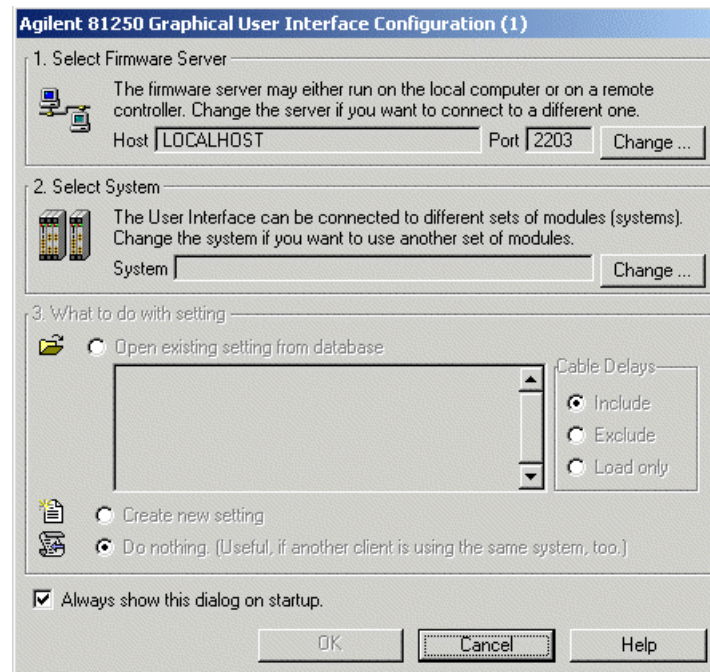 Agilent 81250 Graphical User Interface Configuration (1)
1. Select Firmware Server
The firmware server may either run on the local computer or on a remote
controller. Change the server if you want to connect to a different one.
Host LOCALHOST Port 2203 Change ...
2. Select System
The User Interface can be connected to different sets of modules (systems).
Change the system if you want to use another set of modules.
System Change ...
3. What to do with setting
Open existing setting from database
Cable Delays
Include
Exclude
Load only
Create new setting
Do nothing. (Useful, if another client is using the same system, too.)
Always show this dialog on startup.
OK Cancel Help